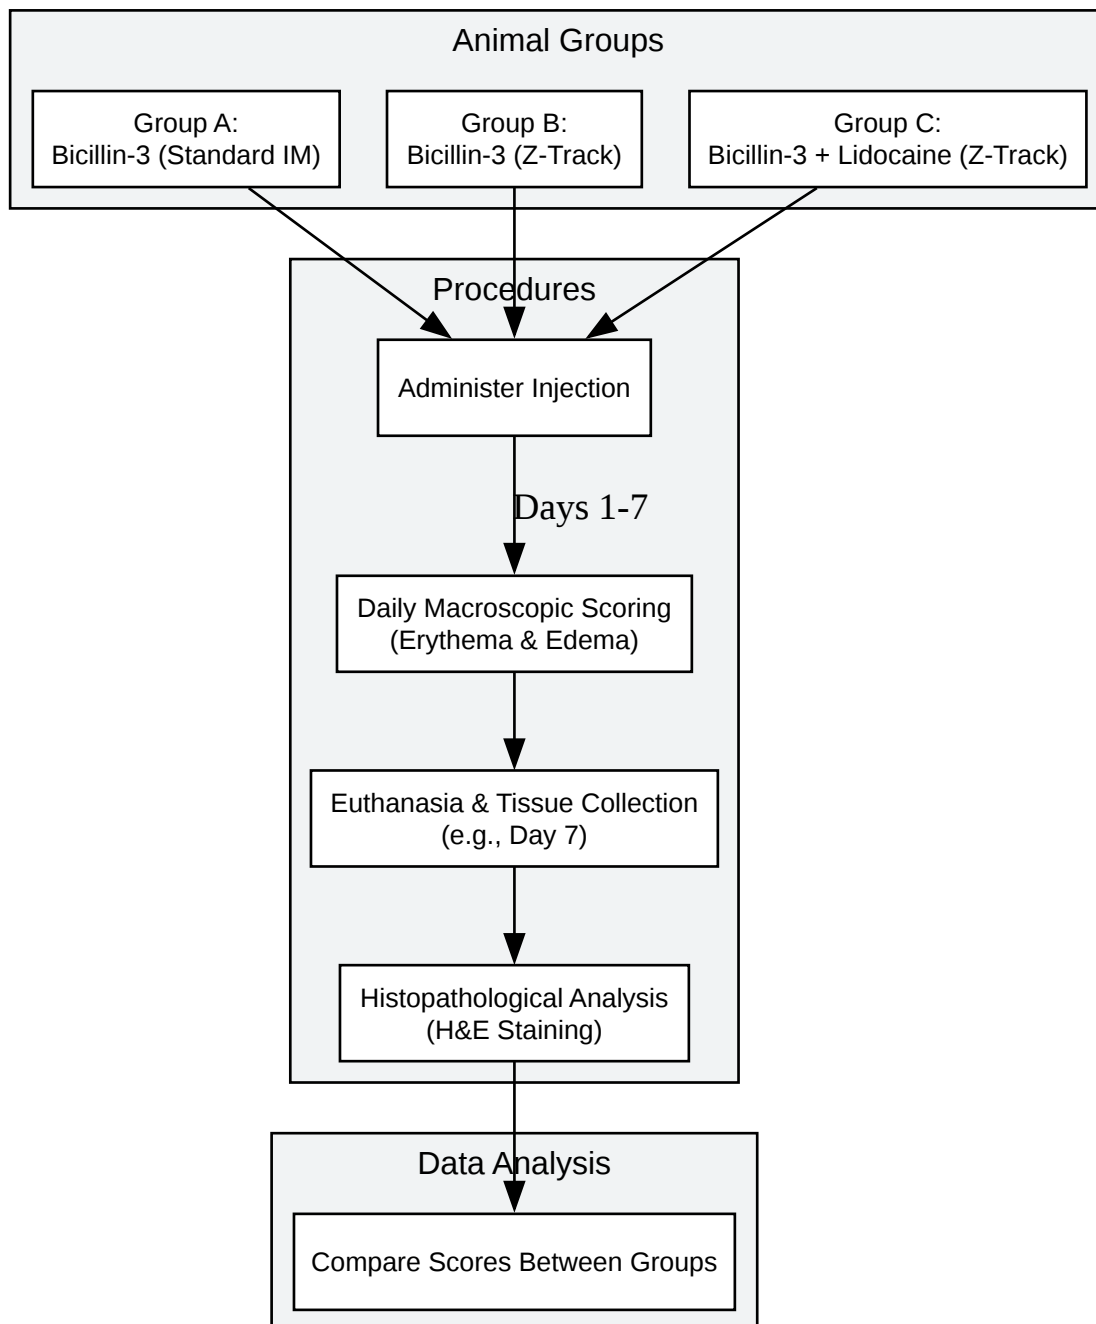 Animal Groups
Group A:
Bicillin-3 (Standard IM)
Group B:
Bicillin-3 (Z-Track)
Group C:
Bicillin-3 + Lidocaine (Z-Track)
Procedures
Administer Injection
Days 1-7
Daily Macroscopic Scoring
(Erythema & Edema)
Euthanasia & Tissue Collection
(e.g., Day 7)
Histopathological Analysis
(H&E Staining)
Data Analysis
Compare Scores Between Groups